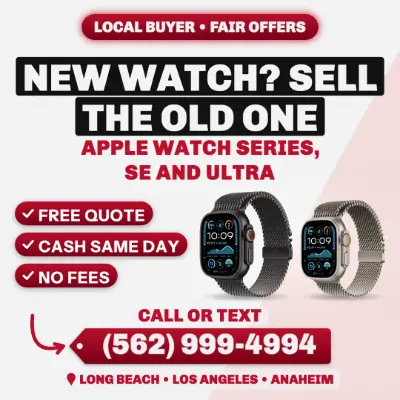 LOCAL BUYER • FAIR OFFERS
NEW WATCH? SELL
THE OLD ONE
APPLE WATCH SERIES,
SE AND ULTRA
FREE QUOTE
CASH SAME DAY
NO FEES
CALL OR TEXT
(562) 999-4994
LONG BEACH • LOS ANGELES • ANAHEIM